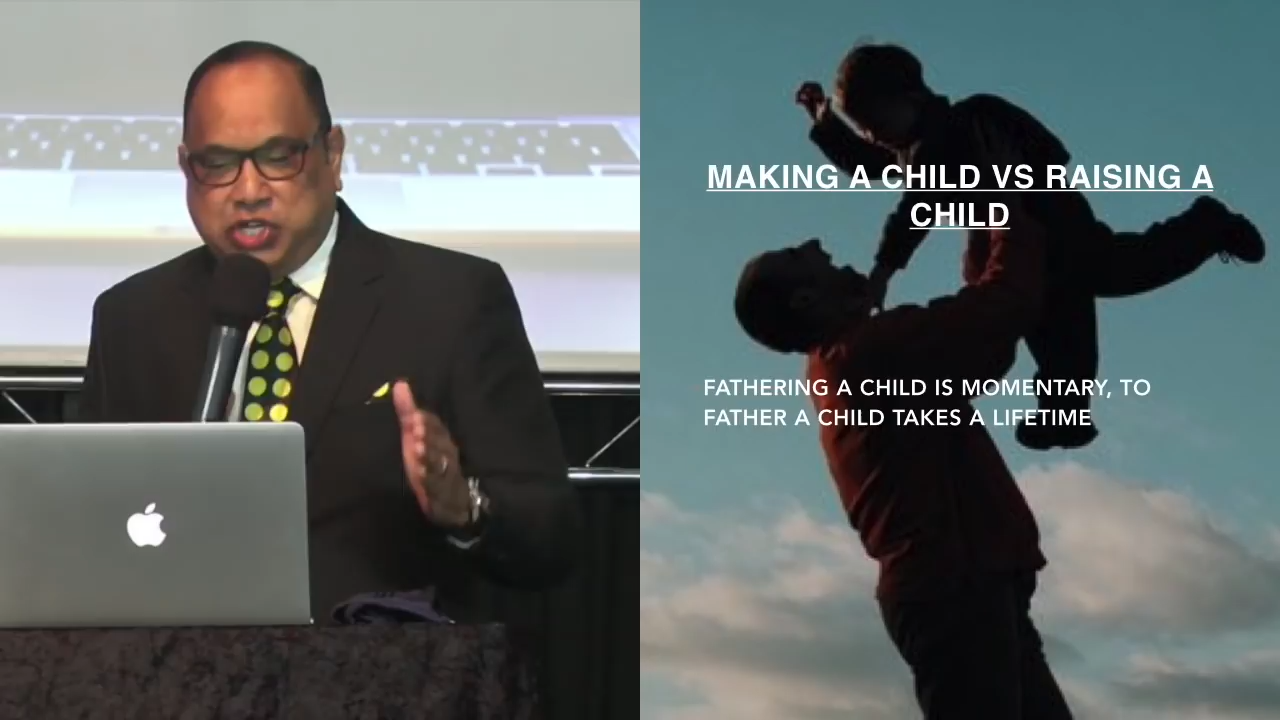 MAKING A CHILD VS RAISING A
CHILD
FATHERING A CHILD IS MOMENTARY, TO
FATHER A CHILD TAKES A LIFETIME